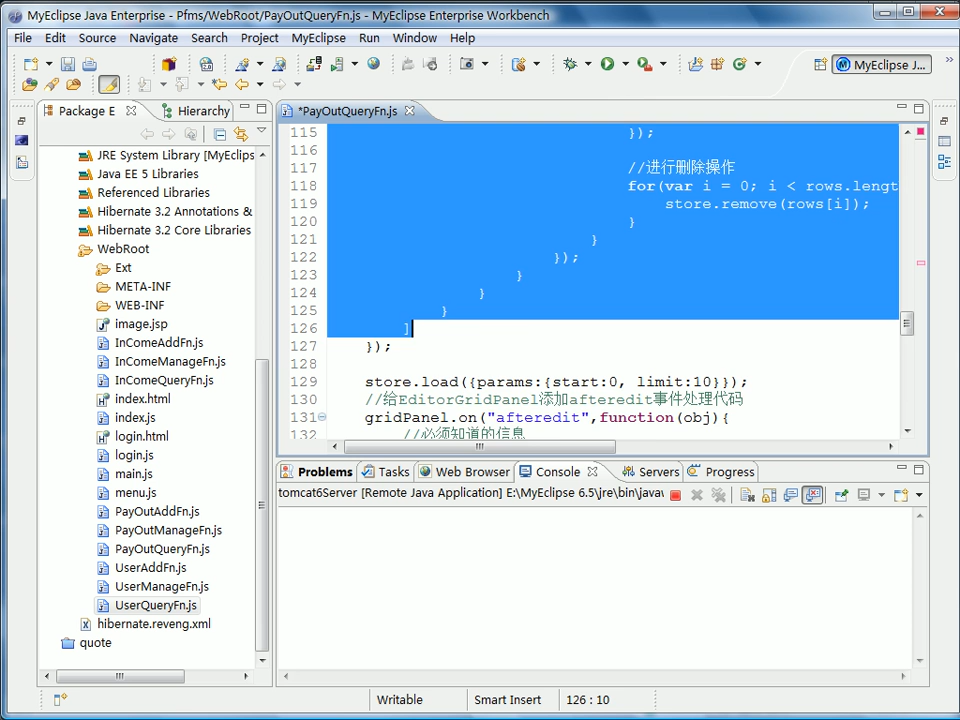 MyEclipse Java Enterprise - Pfms/WebRoot/PayOutQueryFn.js - MyEclipse Enterprise Workbench
File Edit Source Navigate Search Project MyEclipse Run Window Help
MyEclipse J...
Package E
Hierarchy
JRE System Library [MyEclips
Java EE 5 Libraries
Referenced Libraries
Hibernate 3.2 Annotations &
Hibernate 3.2 Core Libraries
WebRoot
Ext
META-INF
WEB-INF
image.jsp
InComeAddFn.js
InComeManageFn.js
InComeQueryFn.js
index.html
index.js
login.html
login.js
main.js
menu.js
PayOutAddFn.js
PayOutManageFn.js
PayOutQueryFn.js
UserAddFn.js
UserManageFn.js
UserQueryFn.js
hibernate.reveng.xml
quote
*PayOutQueryFn.js
115 });
116
117 //进行删除操作
118 for(var i = 0; i < rows.lengt
119 store.remove(rows[i]);
120 }
121 }
122 });
123 }
124 }
125 }
126 ]
127 });
128
129 store.load({params:{start:0, limit:10}});
130 //给EditorGridPanel添加afteredit事件处理代码
131 gridPanel.on("afteredit",function(obj){
132 //必须知道的信息
Problems Tasks Web Browser Console Servers Progress
tomcat6Server [Remote Java Application] E:\MyEclipse 6.5\jre\bin\javav
Writable Smart Insert 126 : 10